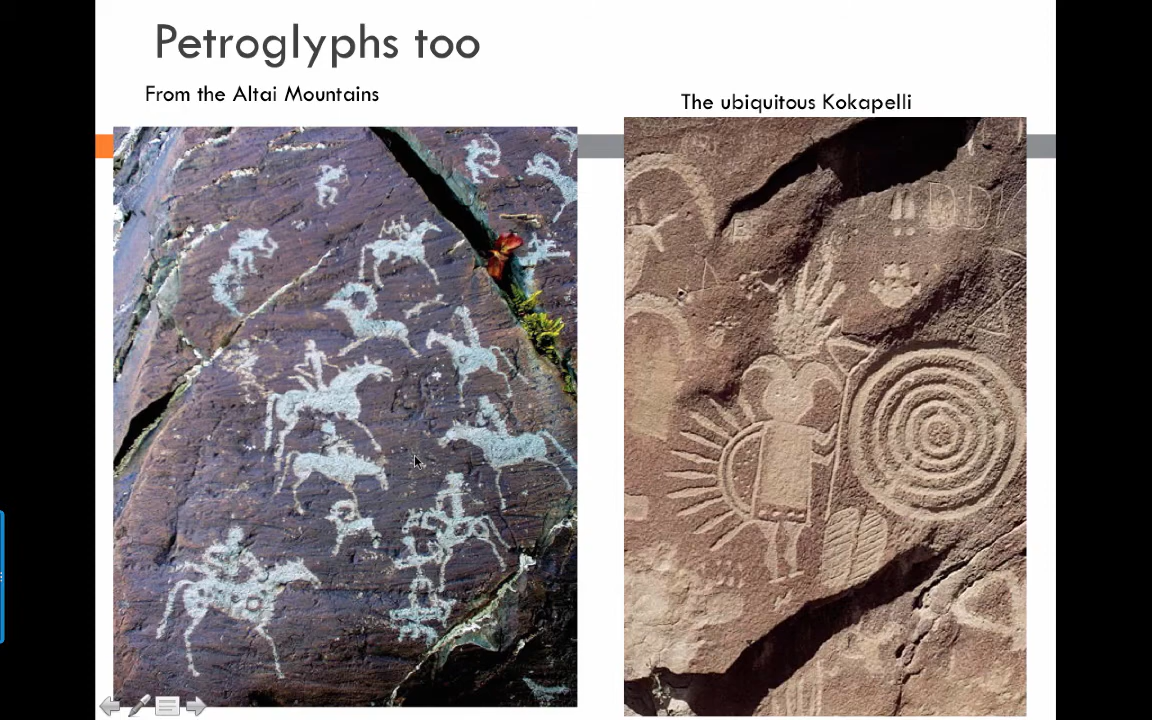 Petroglyphs too
From the Altai Mountains
The ubiquitous Kokapelli